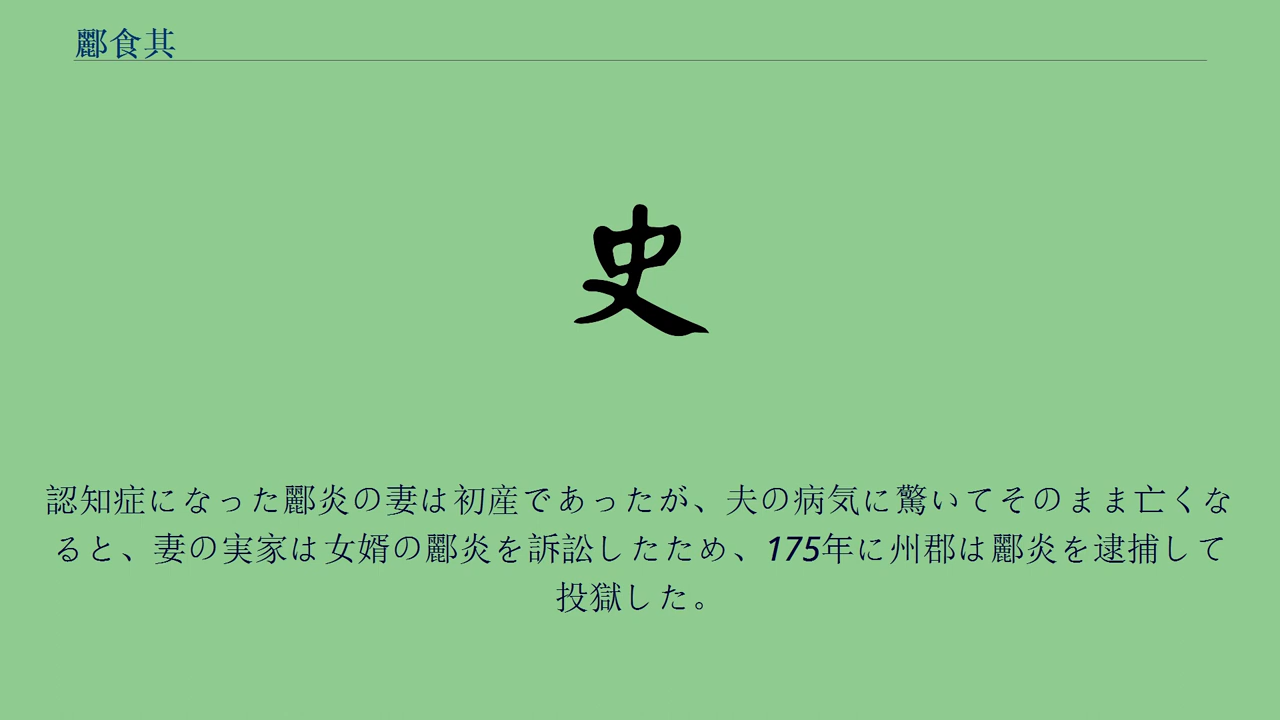 酈食其
史
認知症になった酈炎の妻は初産であったが、夫の病気に驚いてそのまま亡くな
ると、妻の実家は女婿の酈炎を訴訟したため、175年に州郡は酈炎を逮捕して
投獄した。